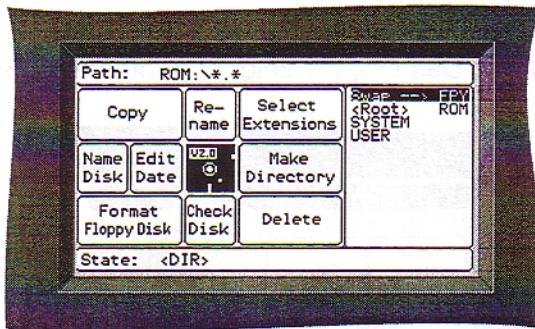 Path: ROM:\*.*
Copy
Re-
name
Select
Extensions
Name
Disk
Edit
Date
V2.0
Make
Directory
Format
Floppy Disk
Check
Disk
Delete
Swap --> FPY
<Root> ROM
SYSTEM
USER
State: <DIR>